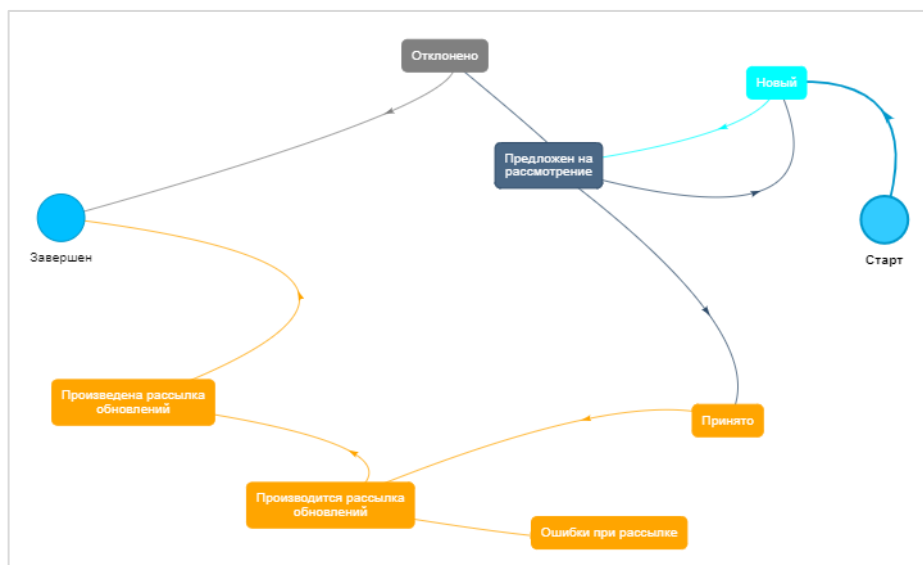 Отклонено
Новый
Предложен на
рассмотрение
Завершен
Старт
Произведена рассылка
обновлений
Принято
Производится рассылка
обновлений
Ошибки при рассылке